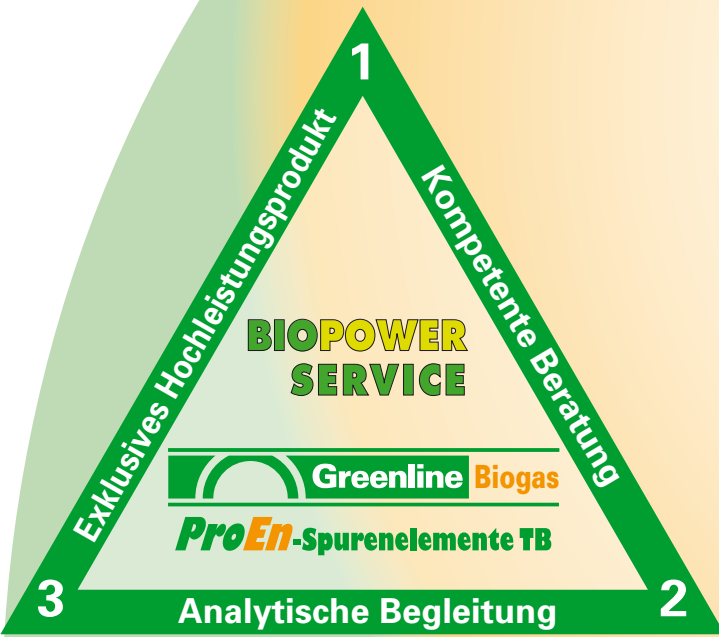 1
Exklusives Hochleistungsprodukt
Kompetente Beratung
BIOPOWER
SERVICE
Greenline Biogas
ProEn-Spurenelemente TB
3
Analytische Begleitung
2